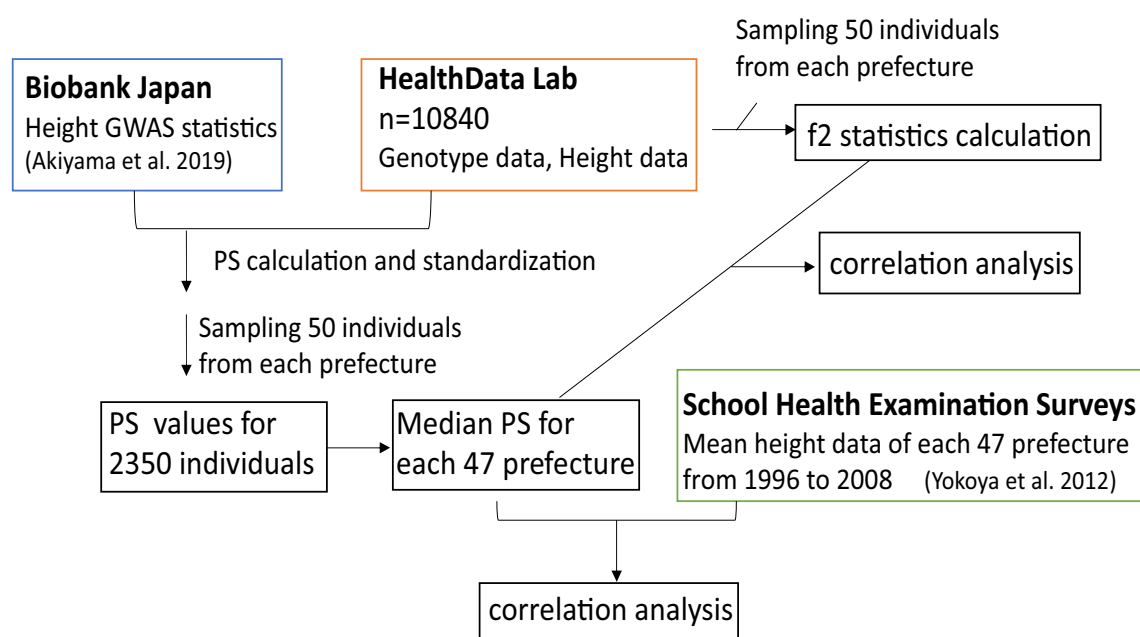 Sampling 50 individuals
from each prefecture
Biobank Japan
Height GWAS statistics
(Akiyama et al. 2019)
HealthData Lab
n=10840
Genotype data, Height data
f2 statistics calculation
PS calculation and standardization
correlation analysis
Sampling 50 individuals
from each prefecture
PS values for
2350 individuals
Median PS for
each 47 prefecture
School Health Examination Surveys
Mean height data of each 47 prefecture
from 1996 to 2008 (Yokoya et al. 2012)
correlation analysis